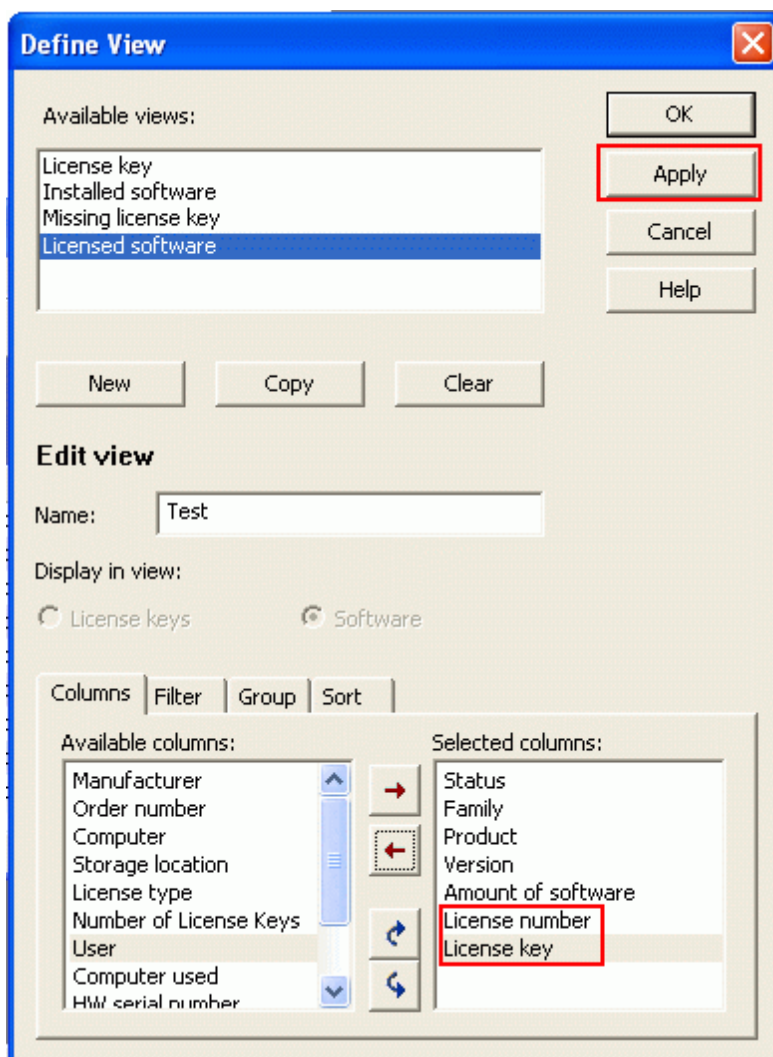 Define View
Available views:
OK
License key
Installed software
Missing license key
Licensed software
Apply
Cancel
Help
New Copy Clear
Edit view
Name: Test
Display in view:
License keys Software
Columns Filter Group Sort
Available columns:
Manufacturer
Order number
Computer
Storage location
License type
Number of License Keys
User
Computer used
HW serial number
Selected columns:
Status
Family
Product
Version
Amount of software
License number
License key